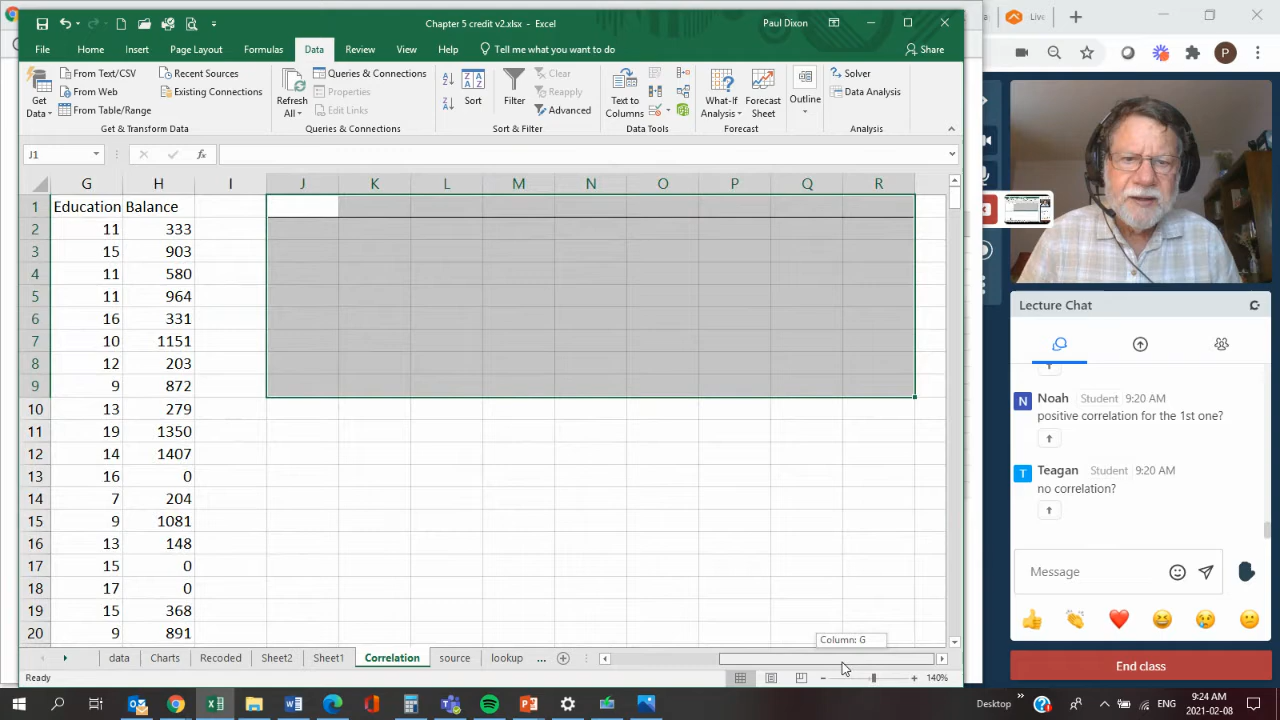 Chapter 5 credit v2.xlsx - Excel
Paul Dixon
Live
File Home Insert Page Layout Formulas Data Review View Help Tell me what you want to do Share
Get Data
From Text/CSV
From Web
From Table/Range
Recent Sources
Existing Connections
Get & Transform Data
Refresh All
Queries & Connections
Properties
Edit Links
Queries & Connections
Sort
Filter
Clear
Reapply
Advanced
Sort & Filter
Text to Columns
Data Tools
What-If Analysis
Forecast Sheet
Forecast
Outline
Solver
Data Analysis
Analysis
J1
fx
G H I J K L M N O P Q R
1 Education Balance
2 11 333
3 15 903
4 11 580
5 11 964
6 16 331
7 10 1151
8 12 203
9 9 872
10 13 279
11 19 1350
12 14 1407
13 16 0
14 7 204
15 9 1081
16 13 148
17 15 0
18 17 0
19 15 368
20 9 891
Column: G
data Charts Recoded Sheet2 Sheet1 Correlation source lookup ...
Ready
140%
P
Lecture Chat
N Noah Student 9:20 AM
positive correlation for the 1st one?
T Teagan Student 9:20 AM
no correlation?
Message
End class
Desktop
ENG
9:24 AM
2021-02-08